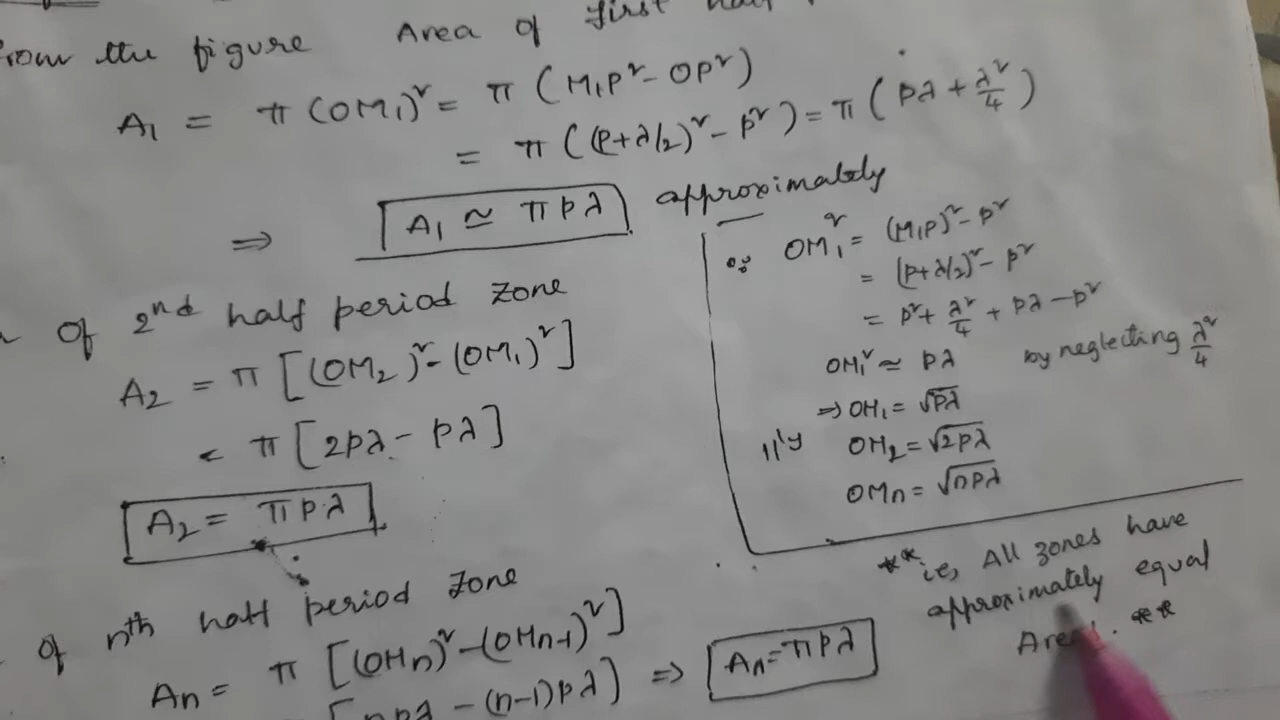 from the figure Area of first half
A₁ = π (OM₁)² = π (M₁P² - OP²)
= π ((p+λ/2)² - p²) = π (pλ + λ²/4)
⇒ A₁ ≃ πpλ approximately
∵ OM₁² = (M₁P)² - p²
= (p+λ/2)² - p²
= p² + λ²/4 + pλ - p²
OM₁² ≃ pλ by neglecting λ²/4
⇒ OM₁ = √pλ
||ly OM₂ = √2pλ
OMn = √npλ
Of 2nd half period zone
A₂ = π [(OM₂)² - (OM₁)²]
= π [2pλ - pλ]
A₂ = πpλ
** ie, All zones have
approximately equal
Area. **
of nth half period zone
An = π [(OMn)² - (OMn-1)²]
[npλ - (n-1)pλ] ⇒ An = πpλ